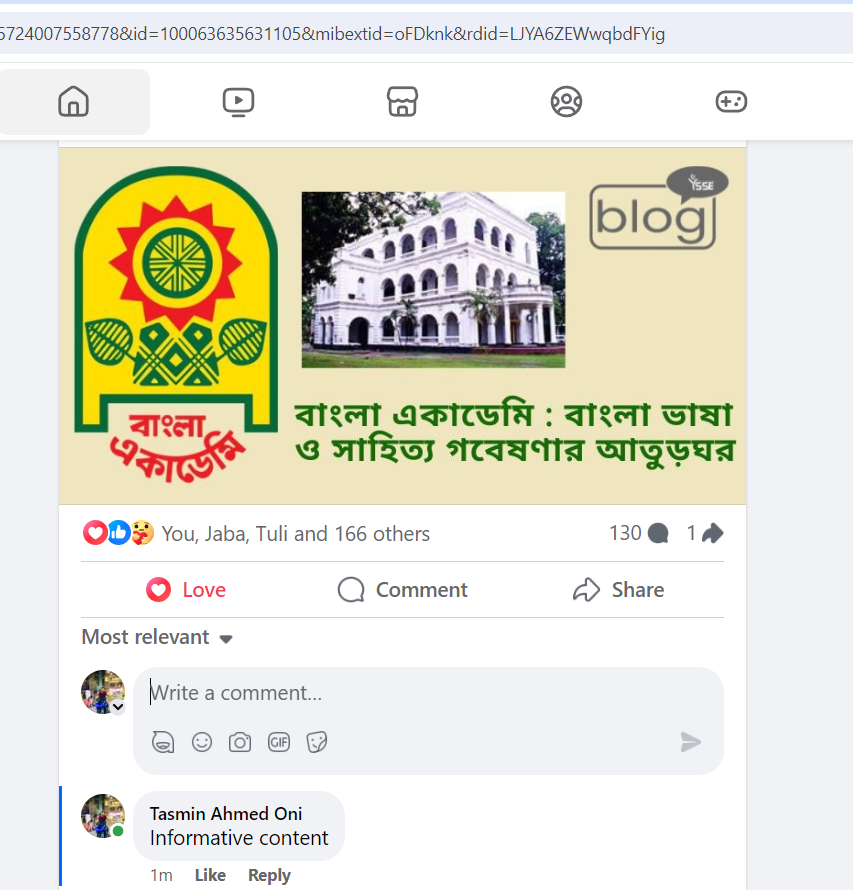 5724007558778&id=100063635631105&mibextid=oFDknk&rdid=LJYA6ZEWwqbdFYig
YSSE
blog
বাংলা
একাডেমি
বাংলা একাডেমি : বাংলা ভাষা
ও সাহিত্য গবেষণার আতুড়ঘর
You, Jaba, Tuli and 166 others
130
1
Love
Comment
Share
Most relevant
Write a comment...
GIF
Tasmin Ahmed Oni
Informative content
1m Like Reply